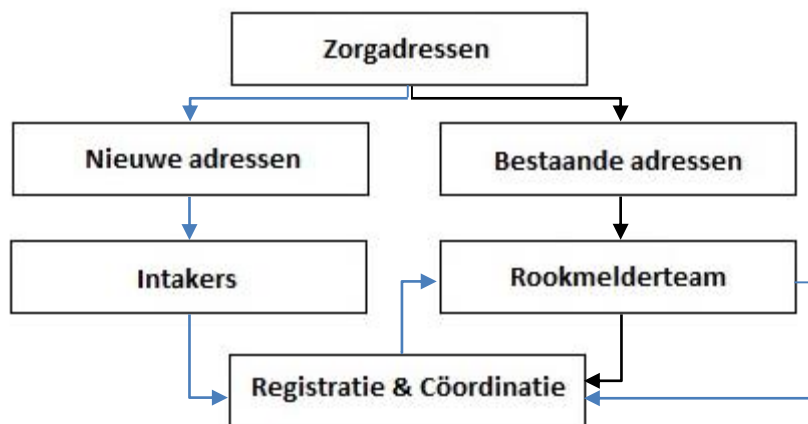 Zorgadressen
Nieuwe adressen
Bestaande adressen
Intakers
Rookmelderteam
Registratie & Cöordinatie